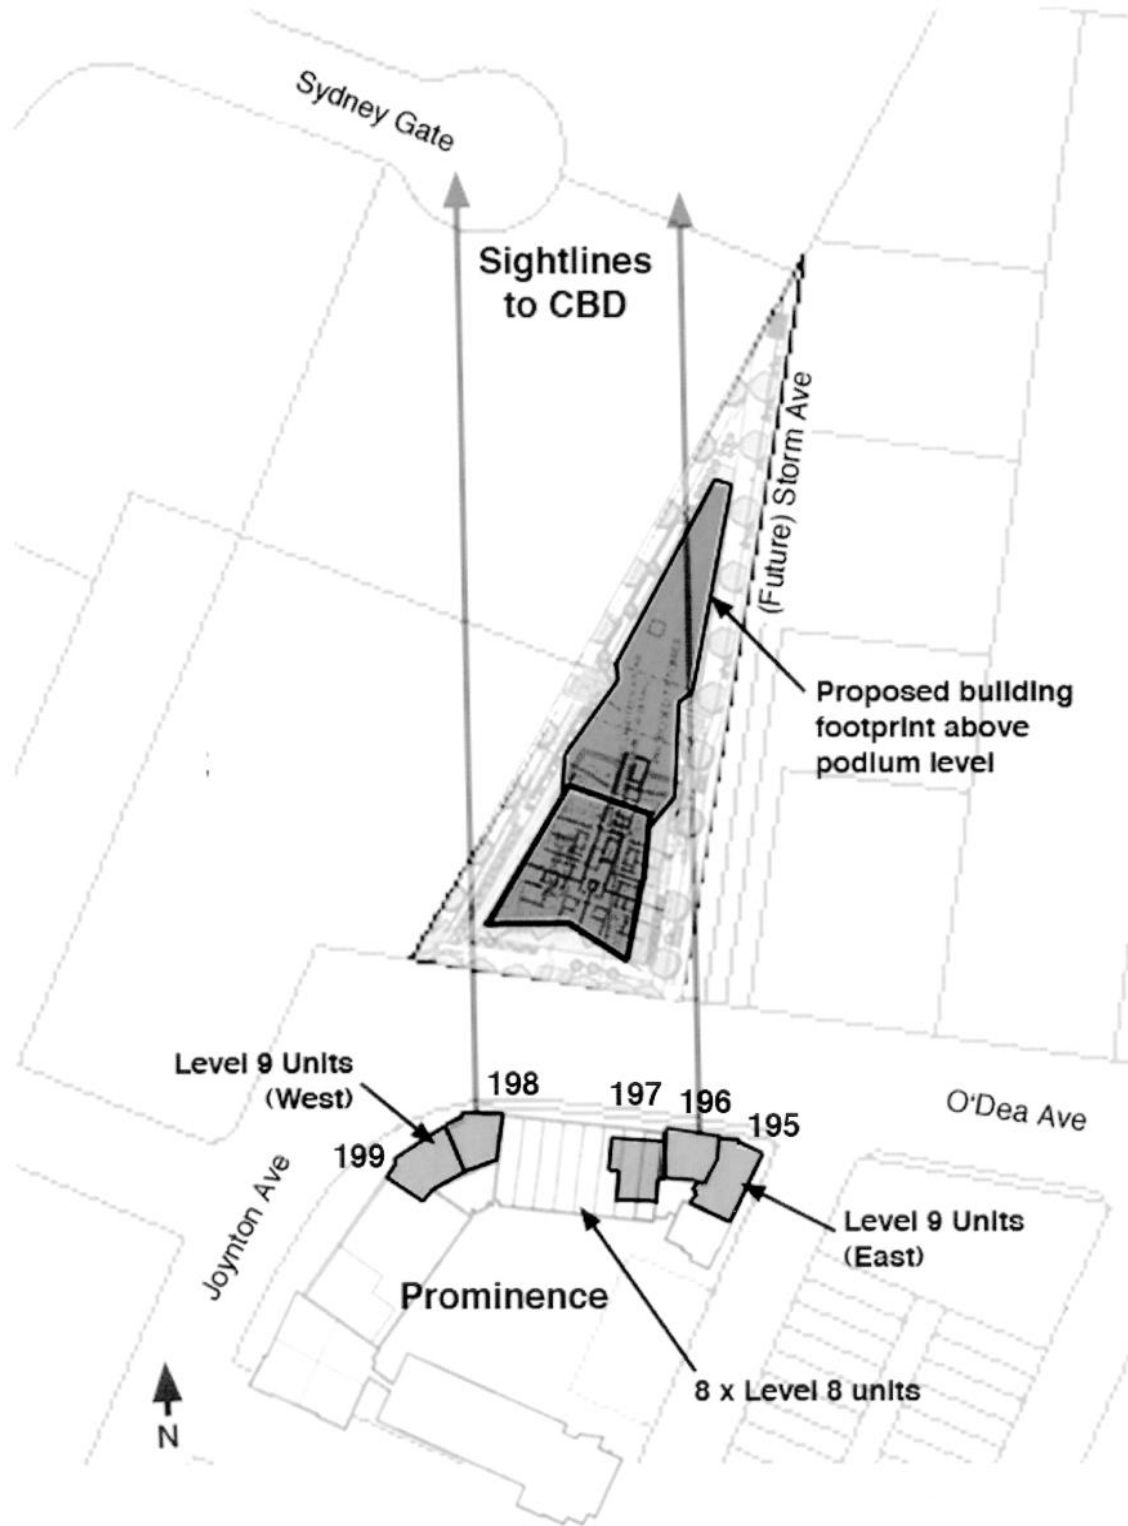 Sydney Gate
Sightlines
to CBD
(Future) Storm Ave
Proposed building
footprint above
podium level
Level 9 Units
(West)
198
197
196
195
199
O'Dea Ave
Joynton Ave
Level 9 Units
(East)
Prominence
8 x Level 8 units
N